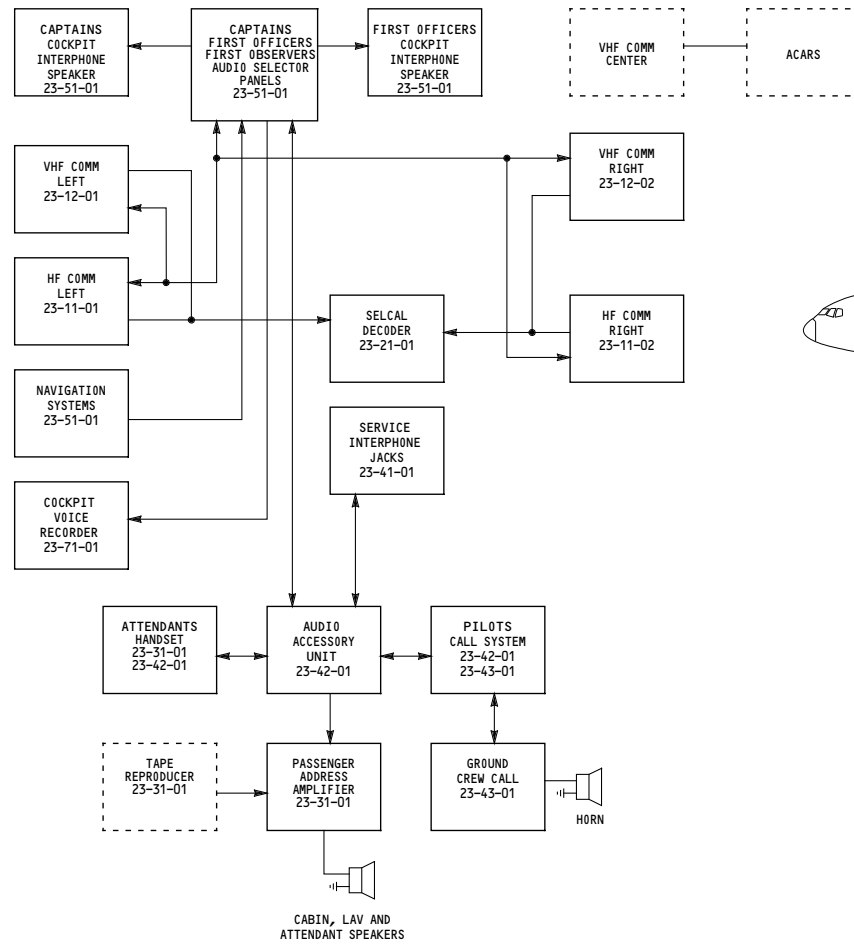 CAPTAINS
COCKPIT
INTERPHONE
SPEAKER
23-51-01
CAPTAINS
FIRST OFFICERS
FIRST OBSERVERS
AUDIO SELECTOR
PANELS
23-51-01
FIRST OFFICERS
COCKPIT
INTERPHONE
SPEAKER
23-51-01
VHF COMM
CENTER
ACARS
VHF COMM
LEFT
23-12-01
VHF COMM
RIGHT
23-12-02
HF COMM
LEFT
23-11-01
SELCAL
DECODER
23-21-01
HF COMM
RIGHT
23-11-02
NAVIGATION
SYSTEMS
23-51-01
SERVICE
INTERPHONE
JACKS
23-41-01
COCKPIT
VOICE
RECORDER
23-71-01
ATTENDANTS
HANDSET
23-31-01
23-42-01
AUDIO
ACCESSORY
UNIT
23-42-01
PILOTS
CALL SYSTEM
23-42-01
23-43-01
TAPE
REPRODUCER
23-31-01
PASSENGER
ADDRESS
AMPLIFIER
23-31-01
GROUND
CREW CALL
23-43-01
HORN
CABIN, LAV AND
ATTENDANT SPEAKERS